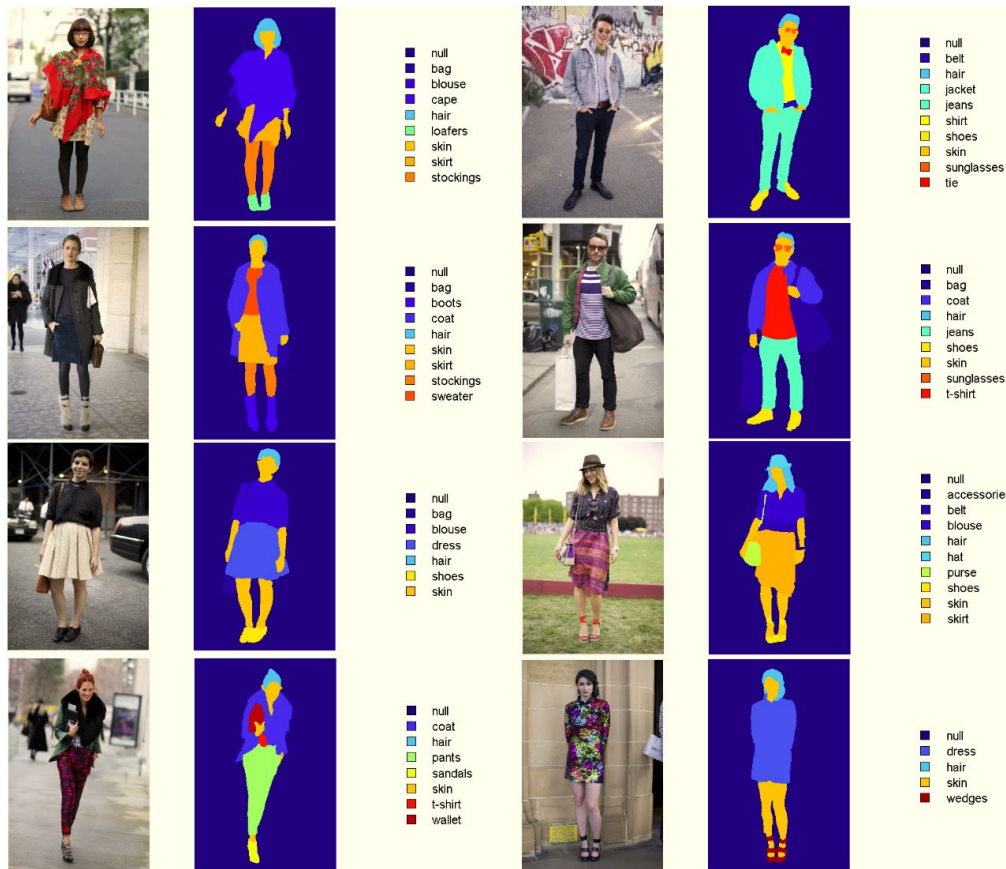 null
bag
blouse
cape
hair
loafers
skin
skirt
stockings
null
belt
hair
jacket
jeans
shirt
shoes
skin
sunglasses
tie
null
bag
boots
coat
hair
skin
skirt
stockings
sweater
null
bag
coat
hair
jeans
shoes
skin
sunglasses
t-shirt
null
bag
blouse
dress
hair
shoes
skin
null
accessorie
belt
blouse
hair
hat
purse
shoes
skin
skirt
null
coat
hair
pants
sandals
skin
t-shirt
wallet
null
dress
hair
skin
wedges